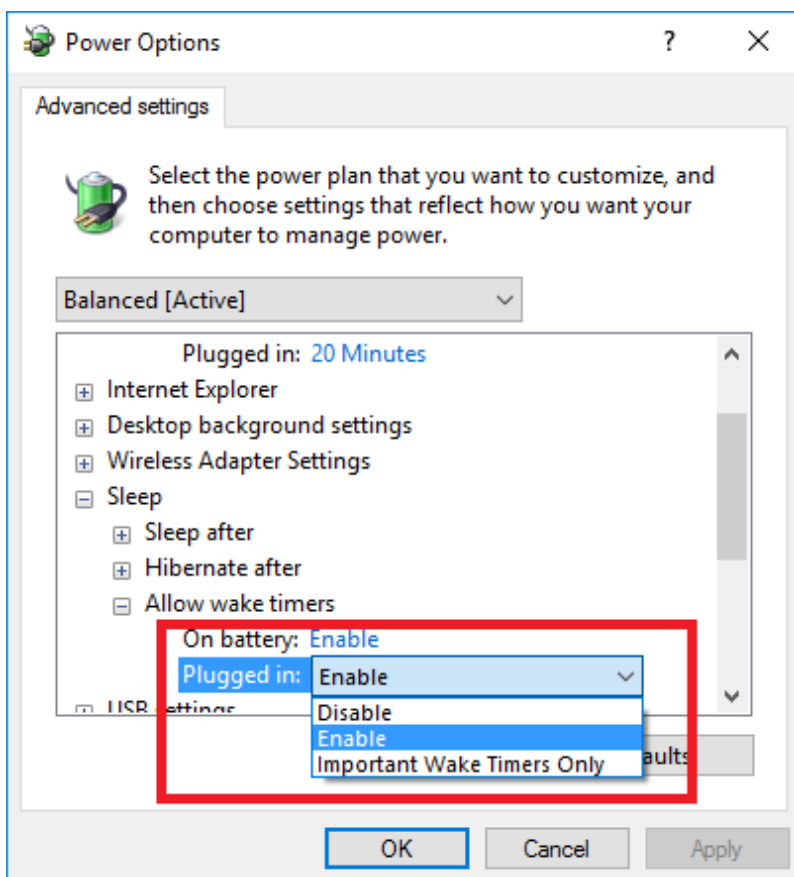 Power Options
?
Advanced settings
Select the power plan that you want to customize, and
then choose settings that reflect how you want your
computer to manage power.
Balanced [Active]
Plugged in: 20 Minutes
Internet Explorer
Desktop background settings
Wireless Adapter Settings
Sleep
Sleep after
Hibernate after
Allow wake timers
On battery: Enable
Plugged in: Enable
Disable
USB settings
Enable
Important Wake Timers Only
aults
OK Cancel Apply